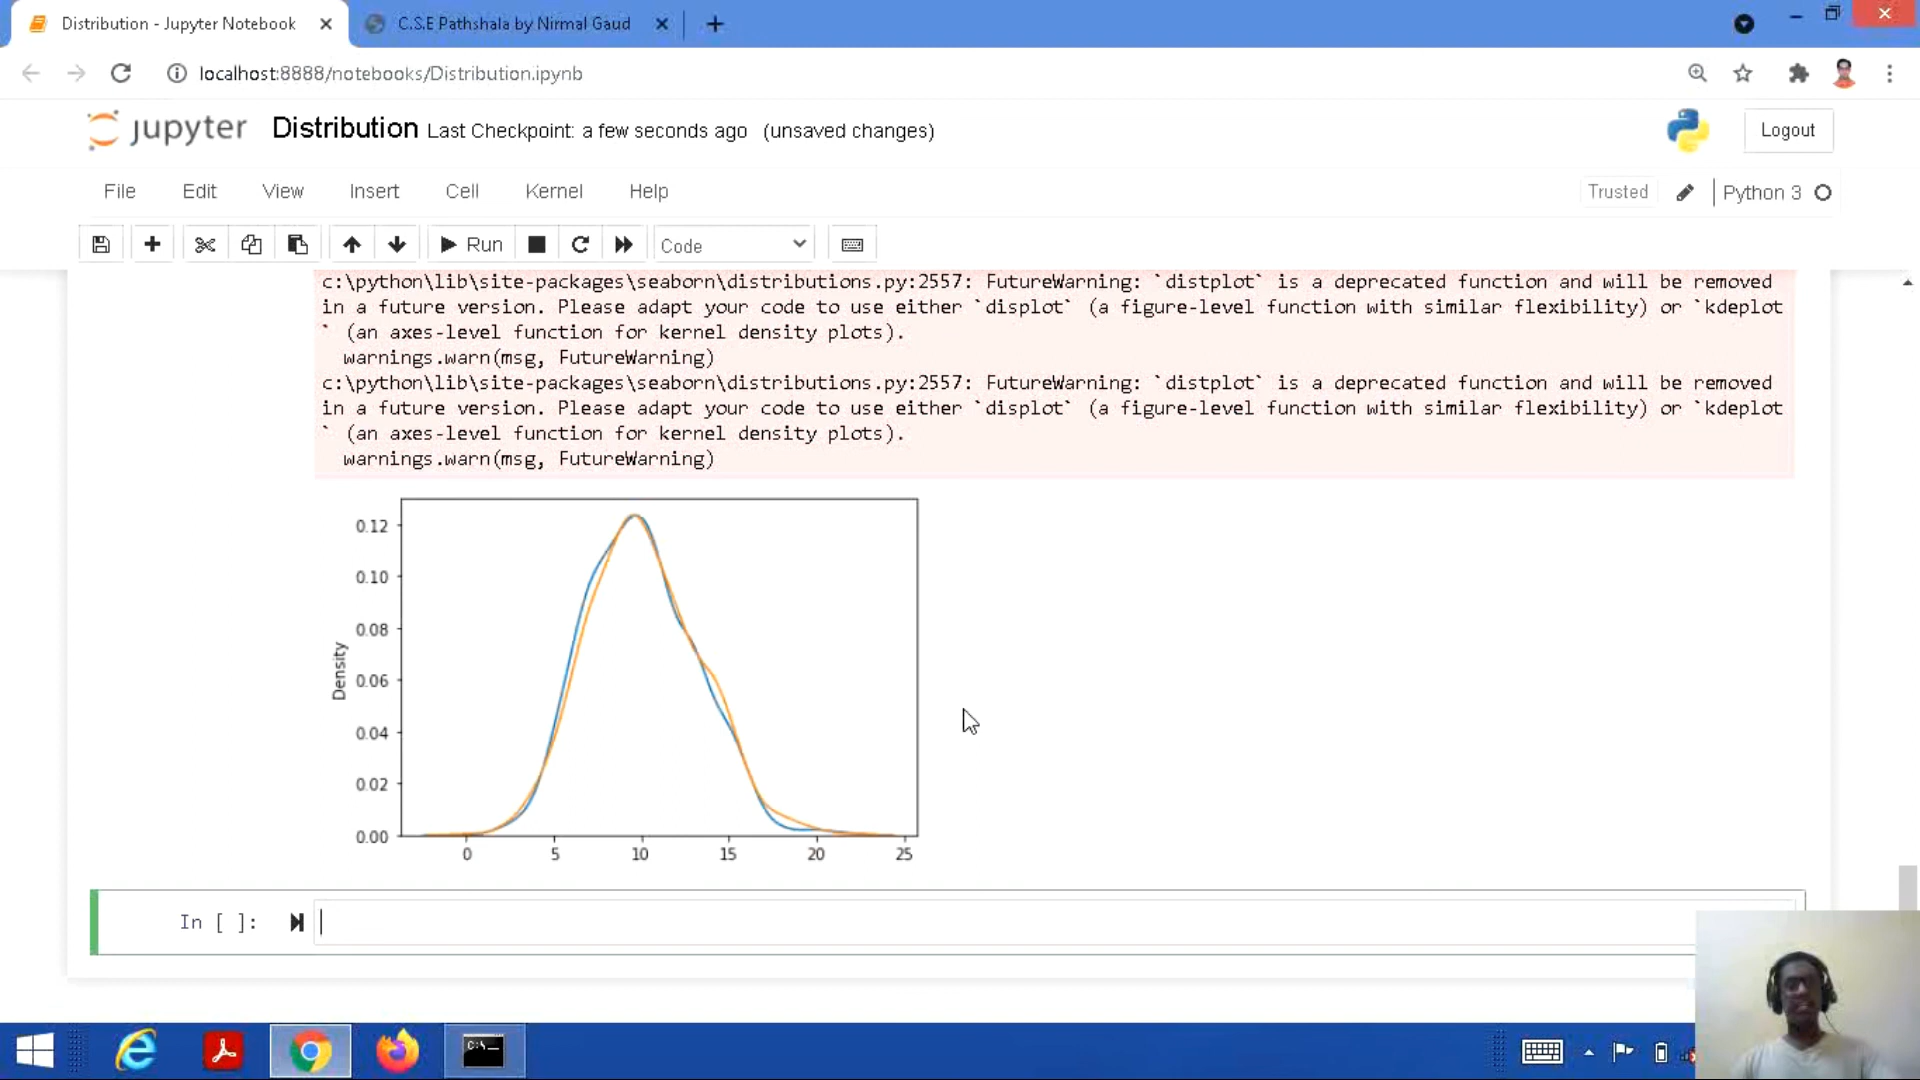 Distribution - Jupyter Notebook
C.S.E Pathshala by Nirmal Gaud
localhost:8888/notebooks/Distribution.ipynb
jupyter Distribution Last Checkpoint: a few seconds ago (unsaved changes)
Logout
File Edit View Insert Cell Kernel Help
Trusted
Python 3
Run
Code
c:\python\lib\site-packages\seaborn\distributions.py:2557: FutureWarning: `distplot` is a deprecated function and will be removed
in a future version. Please adapt your code to use either `displot` (a figure-level function with similar flexibility) or `kdeplot
` (an axes-level function for kernel density plots).
warnings.warn(msg, FutureWarning)
c:\python\lib\site-packages\seaborn\distributions.py:2557: FutureWarning: `distplot` is a deprecated function and will be removed
in a future version. Please adapt your code to use either `displot` (a figure-level function with similar flexibility) or `kdeplot
` (an axes-level function for kernel density plots).
warnings.warn(msg, FutureWarning)
0.12
0.10
0.08
0.06
0.04
0.02
0.00
Density
0 5 10 15 20 25
In [ ]:
C:\_